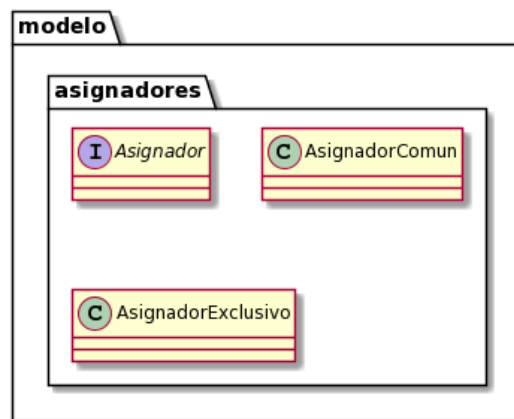 modelo
asignadores
I Asignador
C AsignadorComun
C AsignadorExclusivo